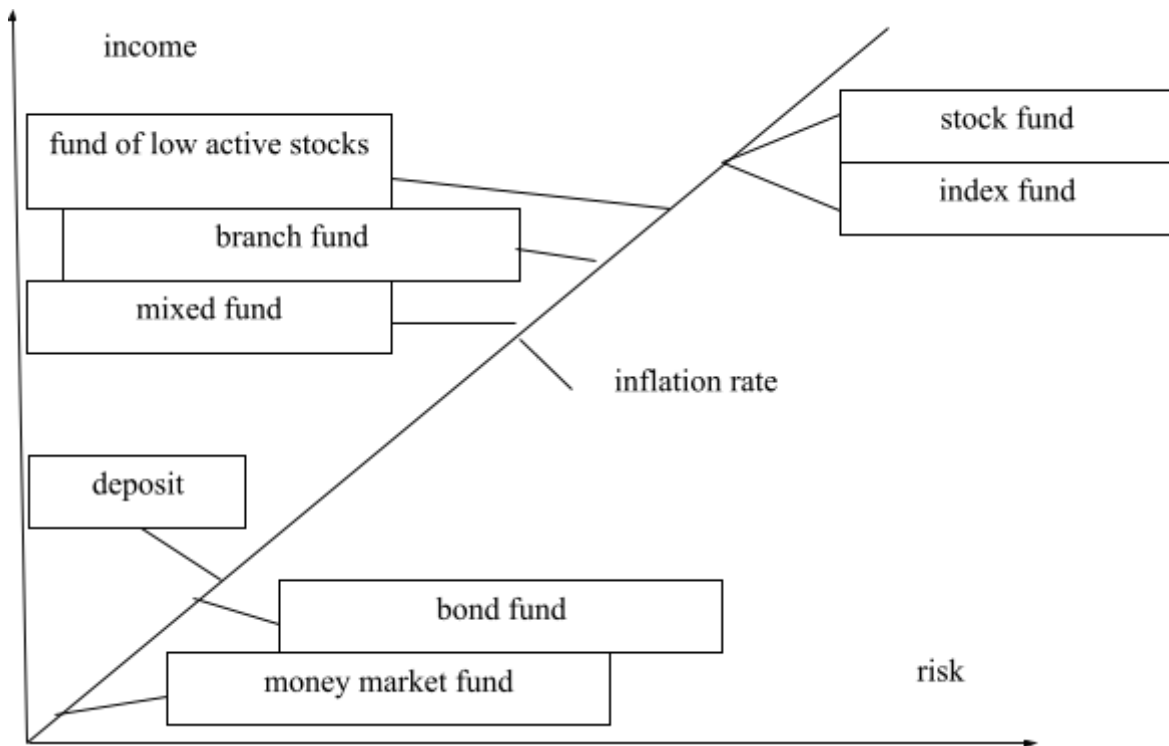 income
fund of low active stocks
stock fund
index fund
branch fund
mixed fund
inflation rate
deposit
bond fund
money market fund
risk